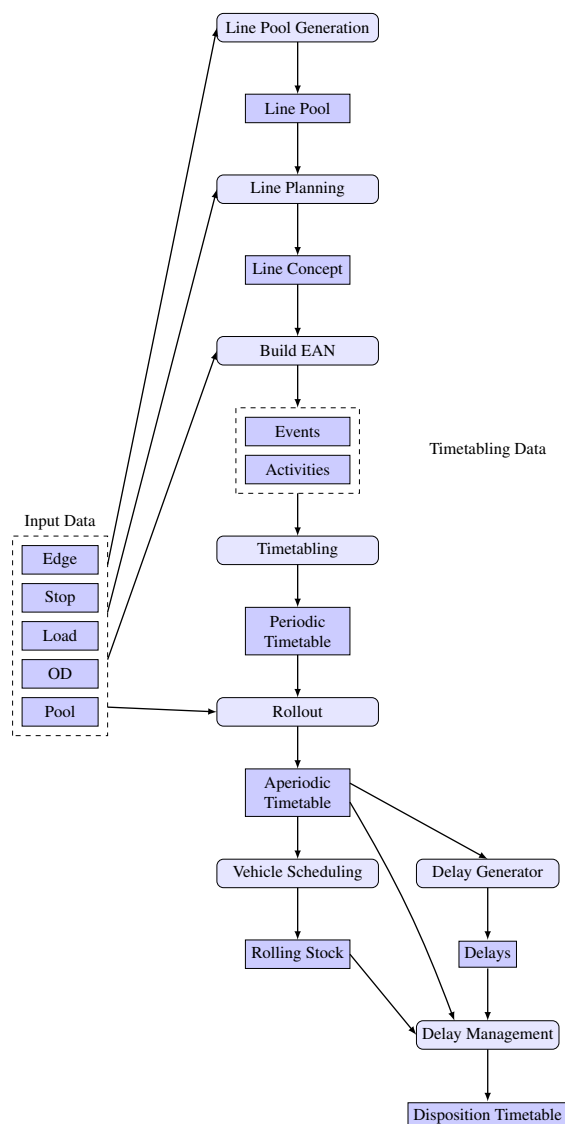 Line Pool Generation
Line Pool
Line Planning
Line Concept
Build EAN
Events
Activities
Timetabling Data
Input Data
Edge
Stop
Load
OD
Pool
Timetabling
Periodic
Timetable
Rollout
Aperiodic
Timetable
Vehicle Scheduling
Delay Generator
Rolling Stock
Delays
Delay Management
Disposition Timetable